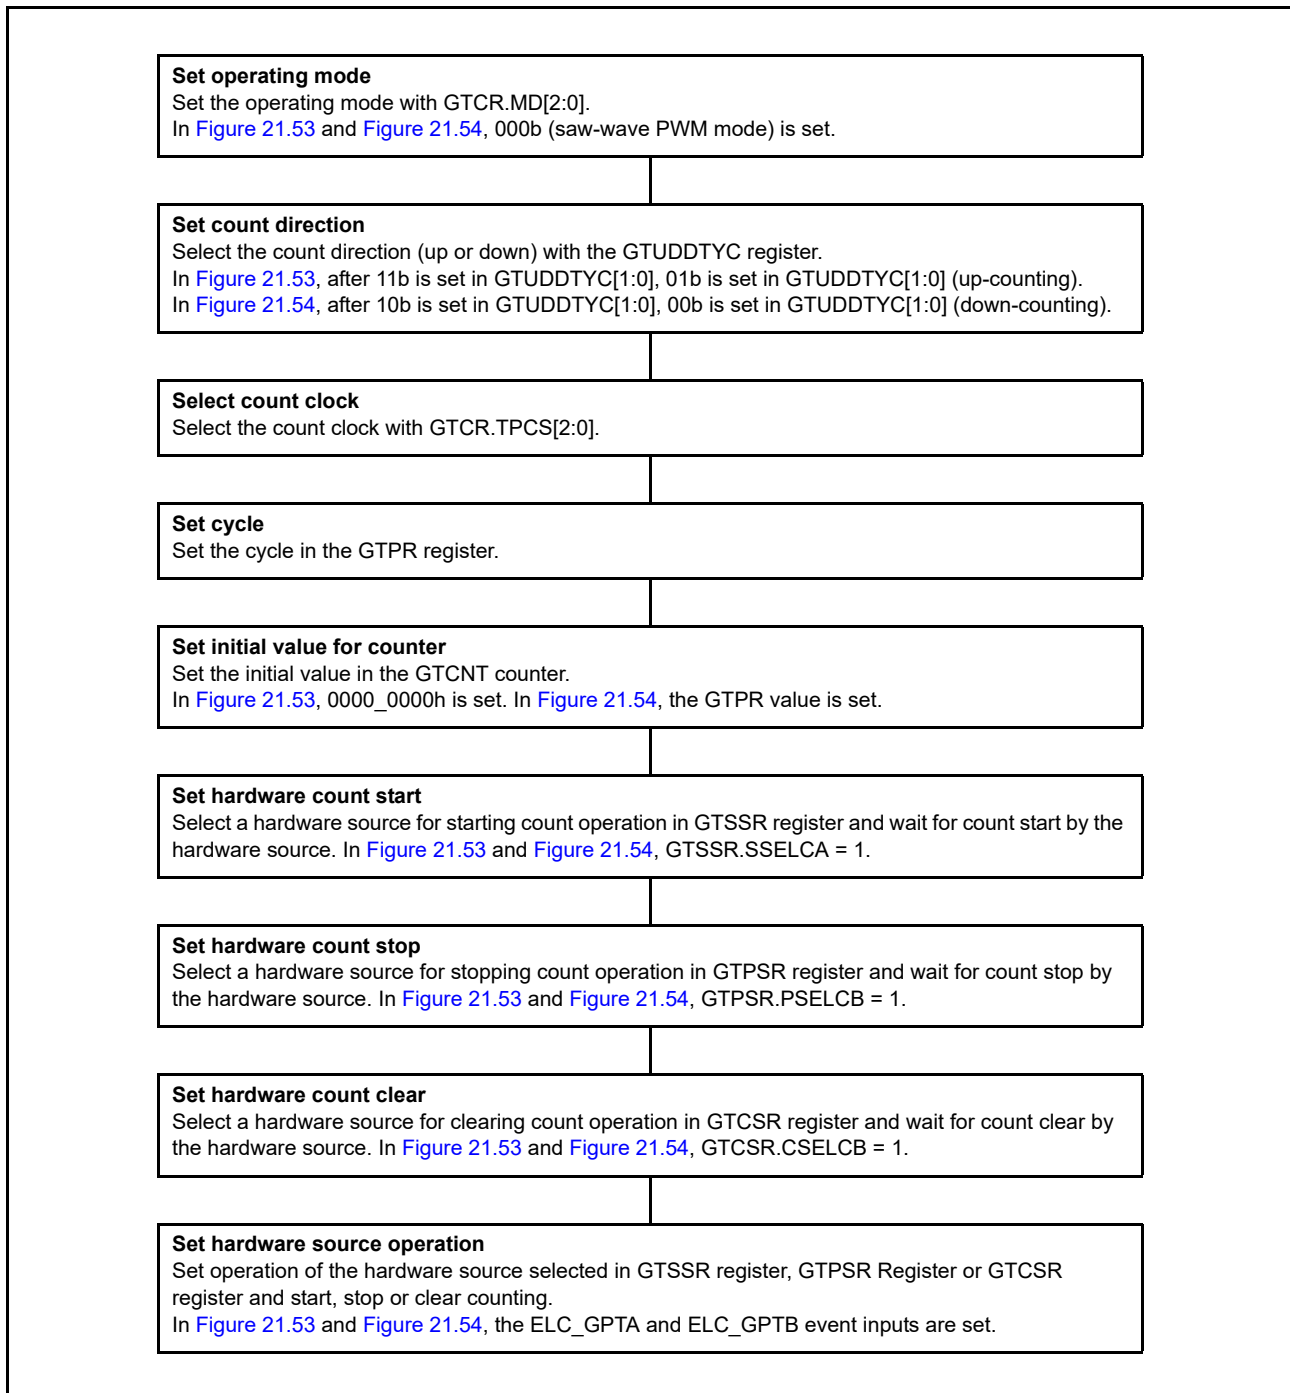 Set operating mode
Set the operating mode with GTCR.MD[2:0].
In Figure 21.53 and Figure 21.54, 000b (saw-wave PWM mode) is set.
Set count direction
Select the count direction (up or down) with the GTUDDTYC register.
In Figure 21.53, after 11b is set in GTUDDTYC[1:0], 01b is set in GTUDDTYC[1:0] (up-counting).
In Figure 21.54, after 10b is set in GTUDDTYC[1:0], 00b is set in GTUDDTYC[1:0] (down-counting).
Select count clock
Select the count clock with GTCR.TPCS[2:0].
Set cycle
Set the cycle in the GTPR register.
Set initial value for counter
Set the initial value in the GTCNT counter.
In Figure 21.53, 0000_0000h is set. In Figure 21.54, the GTPR value is set.
Set hardware count start
Select a hardware source for starting count operation in GTSSR register and wait for count start by the
hardware source. In Figure 21.53 and Figure 21.54, GTSSR.SSELCA = 1.
Set hardware count stop
Select a hardware source for stopping count operation in GTPSR register and wait for count stop by
the hardware source. In Figure 21.53 and Figure 21.54, GTPSR.PSELCB = 1.
Set hardware count clear
Select a hardware source for clearing count operation in GTCSR register and wait for count clear by
the hardware source. In Figure 21.53 and Figure 21.54, GTCSR.CSELCB = 1.
Set hardware source operation
Set operation of the hardware source selected in GTSSR register, GTPSR Register or GTCSR
register and start, stop or clear counting.
In Figure 21.53 and Figure 21.54, the ELC_GPTA and ELC_GPTB event inputs are set.